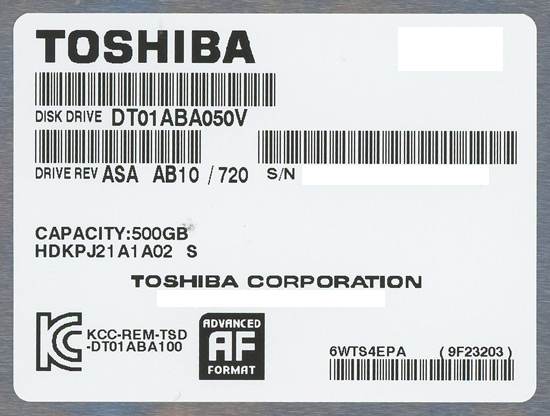 TOSHIBA
DISK DRIVE DT01ABA050V
DRIVE REV ASA AB10 / 720 S/N
CAPACITY:500GB
HDKPJ21A1A02 S
TOSHIBA CORPORATION
KC KCC-REM-TSD
-DT01ABA100
ADVANCED
AF
FORMAT
6WTS4EPA ( 9F23203 )